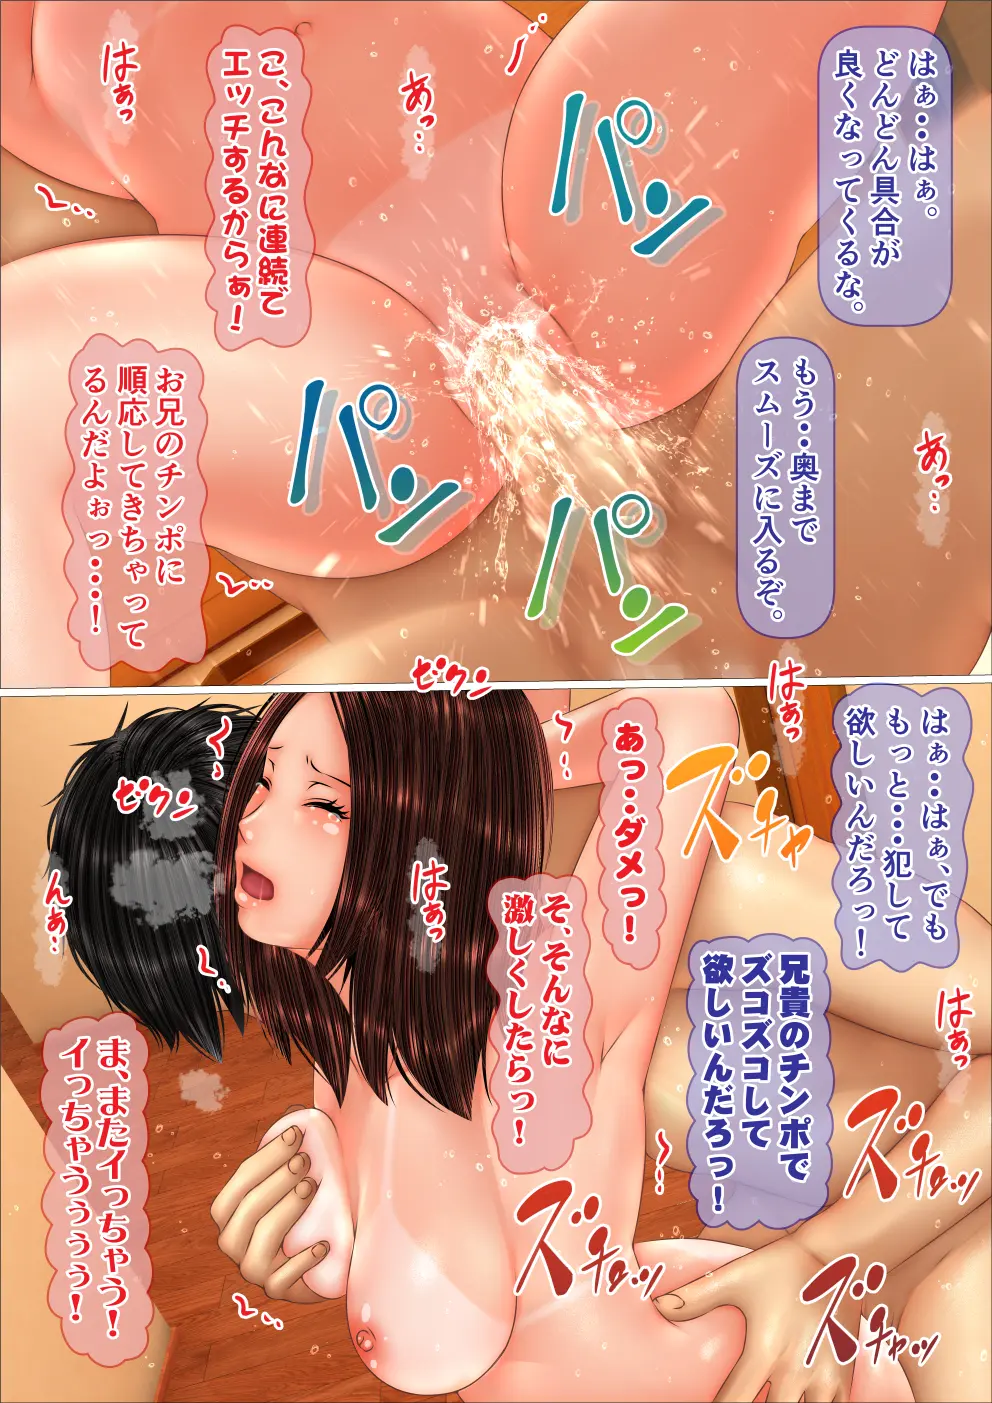 はぁ・・・はぁ。
どんどん具合が
良くなってくるな。
もう・・奥まで
スムーズに入るぞ。
こ、こんなに連続で
エッチするからぁ！
お兄のチンポに
順応してきちゃって
るんだよぉっ・・・・！
はぁっ
あっ・・
パンッ
パンッ
パンッ
あっ・・
ビクン
はぁっ
はぁ・・はぁ、でも
もっと・・・犯して
欲しいんだろっ！
兄貴のチンポで
ズコズコして
欲しいんだろっ！
あっ・・ダメっ！
そ、そんなに
激しくしたらっ！
ま、またイっちゃう！
イっちゃうぅぅぅ！
ビクン
んあ・・
はぁっ
はぁっ
ズチャ
ズチャッ
ズチュッ
ズチャッ